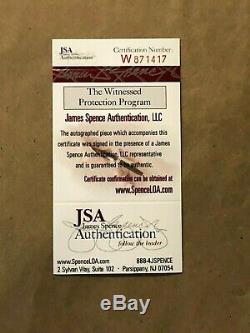 JSA
Authentication
Certification Number:
W 871417
The Witnessed
Protection Program
James Spence Authentication, LLC
The autographed piece which accompanies this
certificate was signed in the presence of a James
Spence Authentication, LLC representative
and is guaranteed to be authentic.
Certificate confirmation can be obtained at
www.SpenceLOA.com
JSA
James Spence
Authentication
follow the leader
www.SpenceLOA.com 888-4JSPENCE
2 Sylvan Way, Suite 102 · Parsippany, NJ 07054